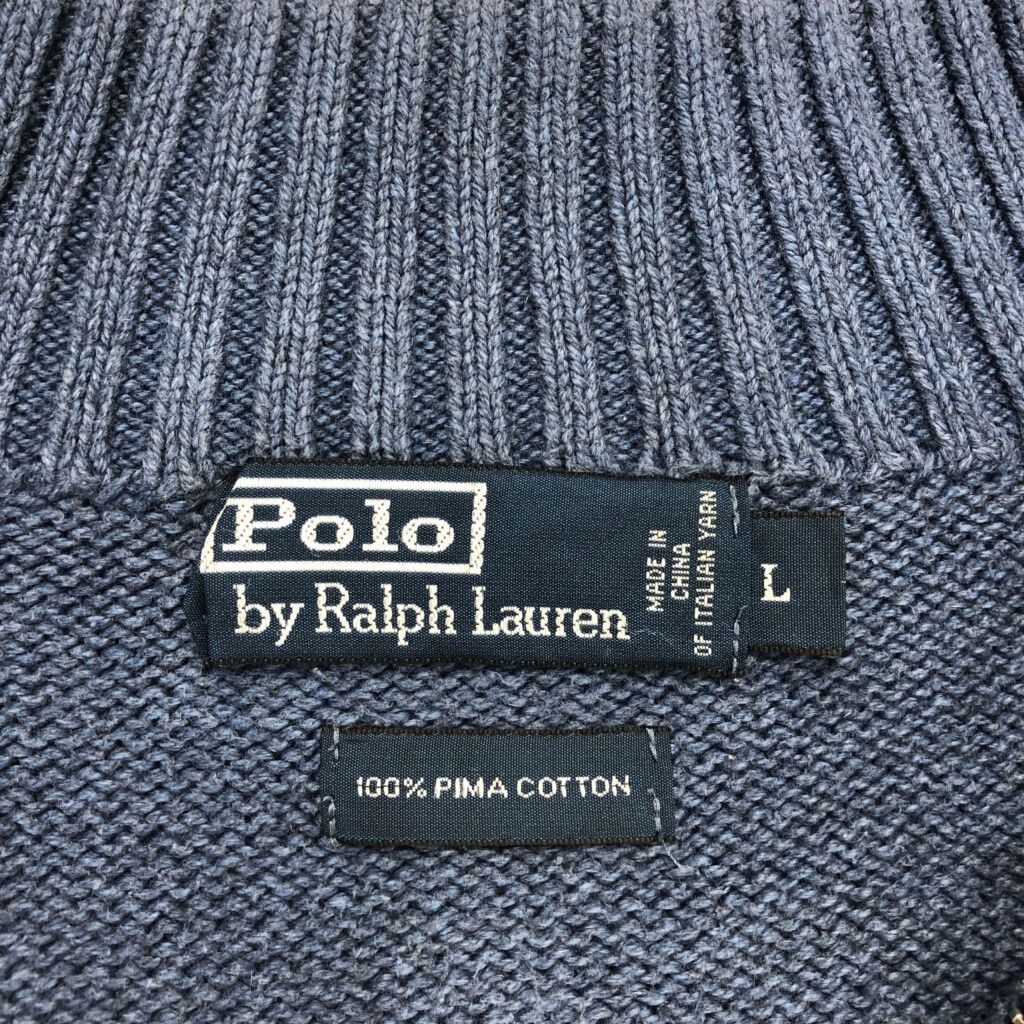 Polo
by Ralph Lauren
MADE IN
CHINA
OF ITALIAN YARN
L
100% PIMA COTTON